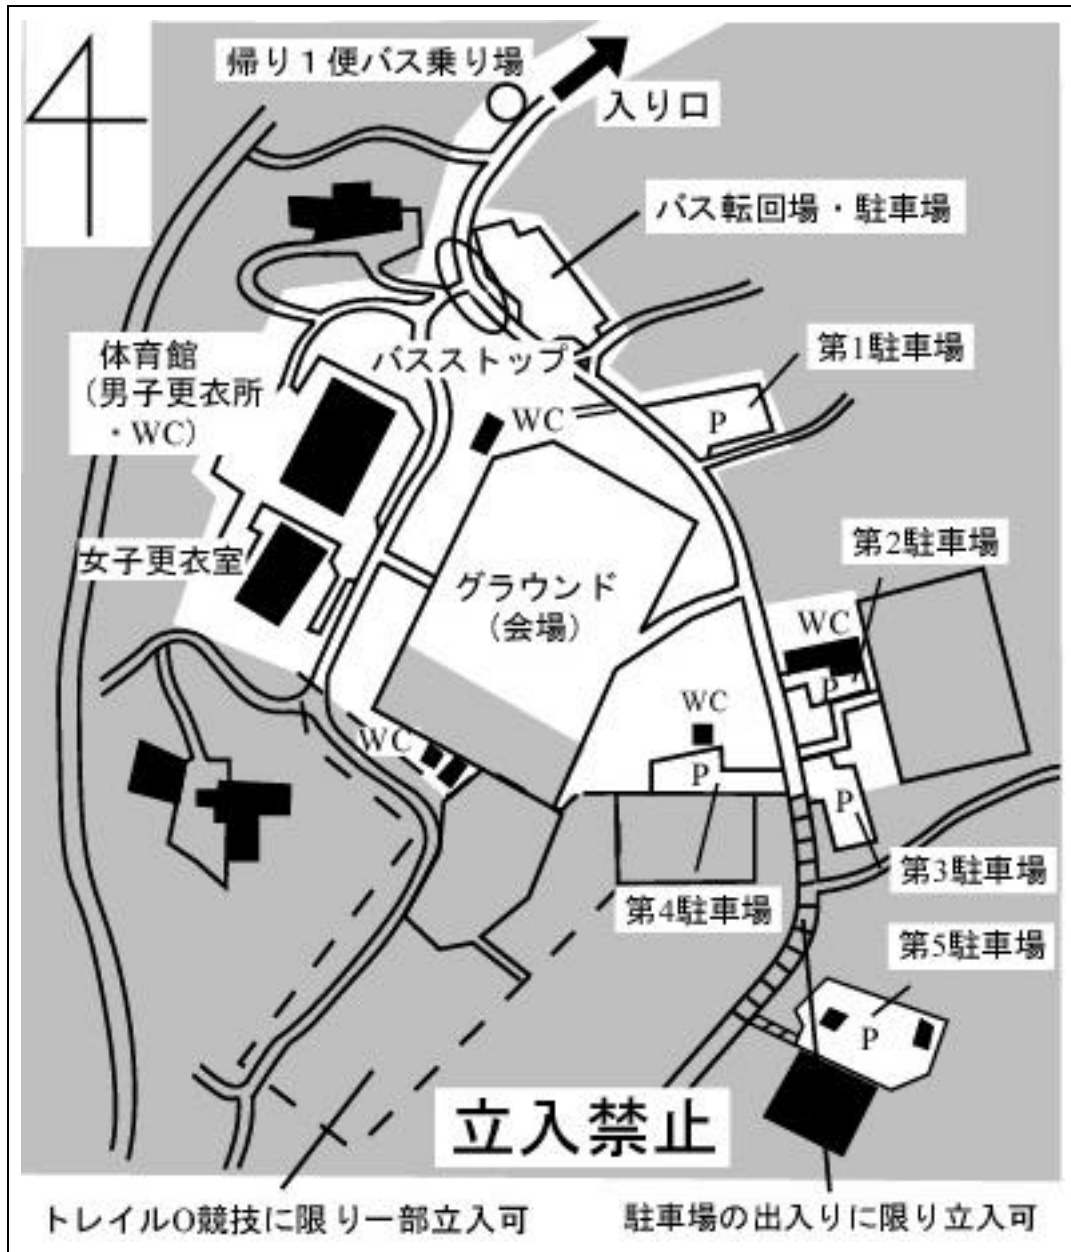 帰り１便バス乗り場
入り口
バス転回場・駐車場
体育館
（男子更衣所
・WC）
バスストップ
第1駐車場
WC
P
女子更衣室
グラウンド
（会場）
第2駐車場
WC
P
WC
WC
P
P
第3駐車場
第4駐車場
第5駐車場
P
立入禁止
トレイルO競技に限り一部立入可
駐車場の出入りに限り立入可